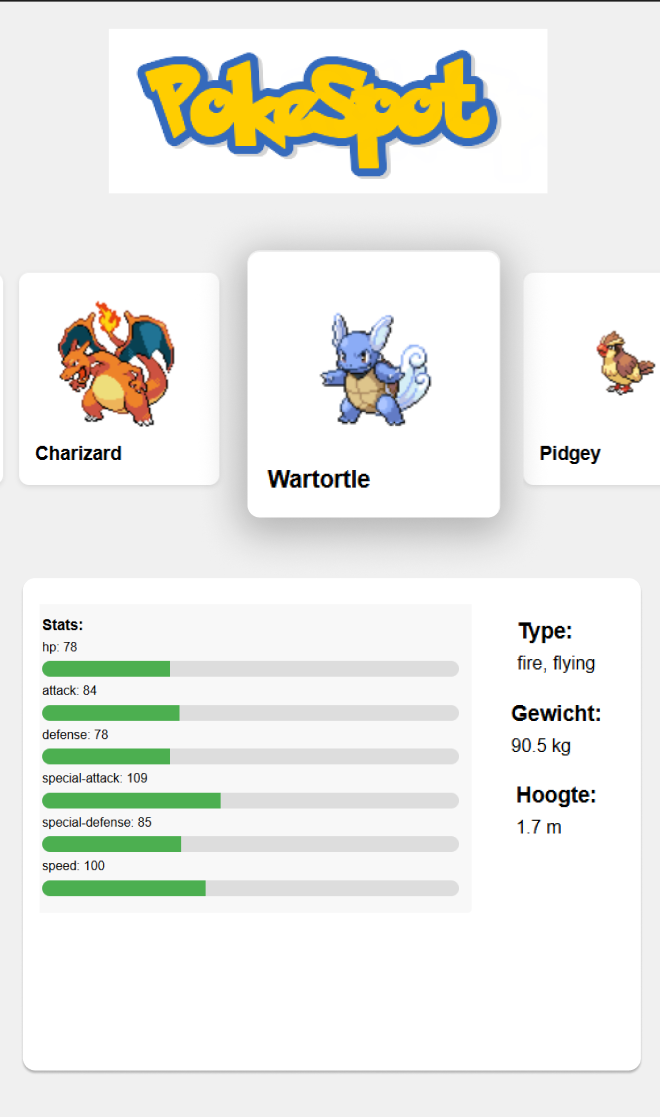 PokeSpot
Charizard
Wartortle
Pidgey
Stats:
hp: 78
attack: 84
defense: 78
special-attack: 109
special-defense: 85
speed: 100
Type:
fire, flying
Gewicht:
90.5 kg
Hoogte:
1.7 m